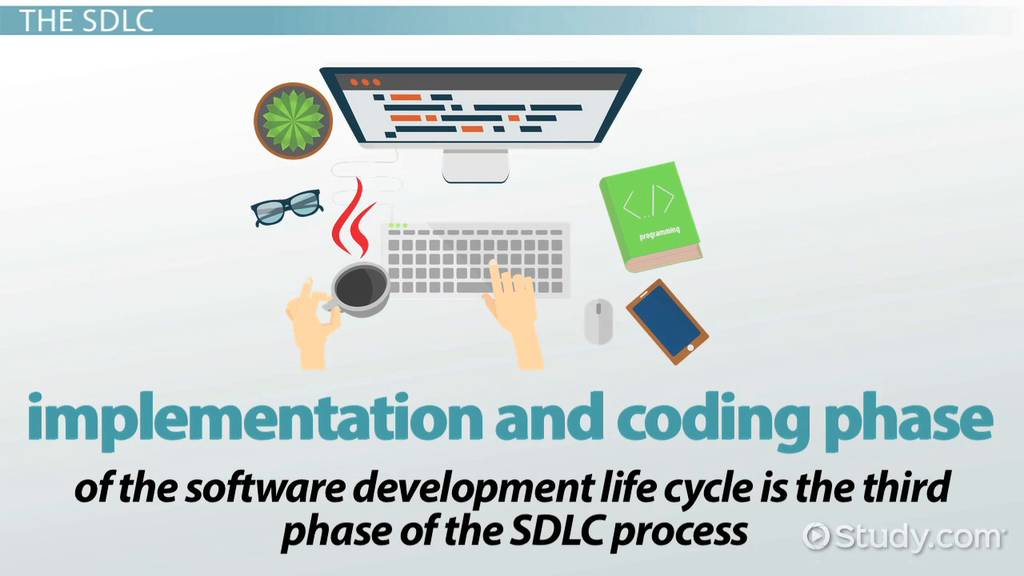 THE SDLC
</>
programming
implementation and coding phase
of the software development life cycle is the third
phase of the SDLC process
Study.com